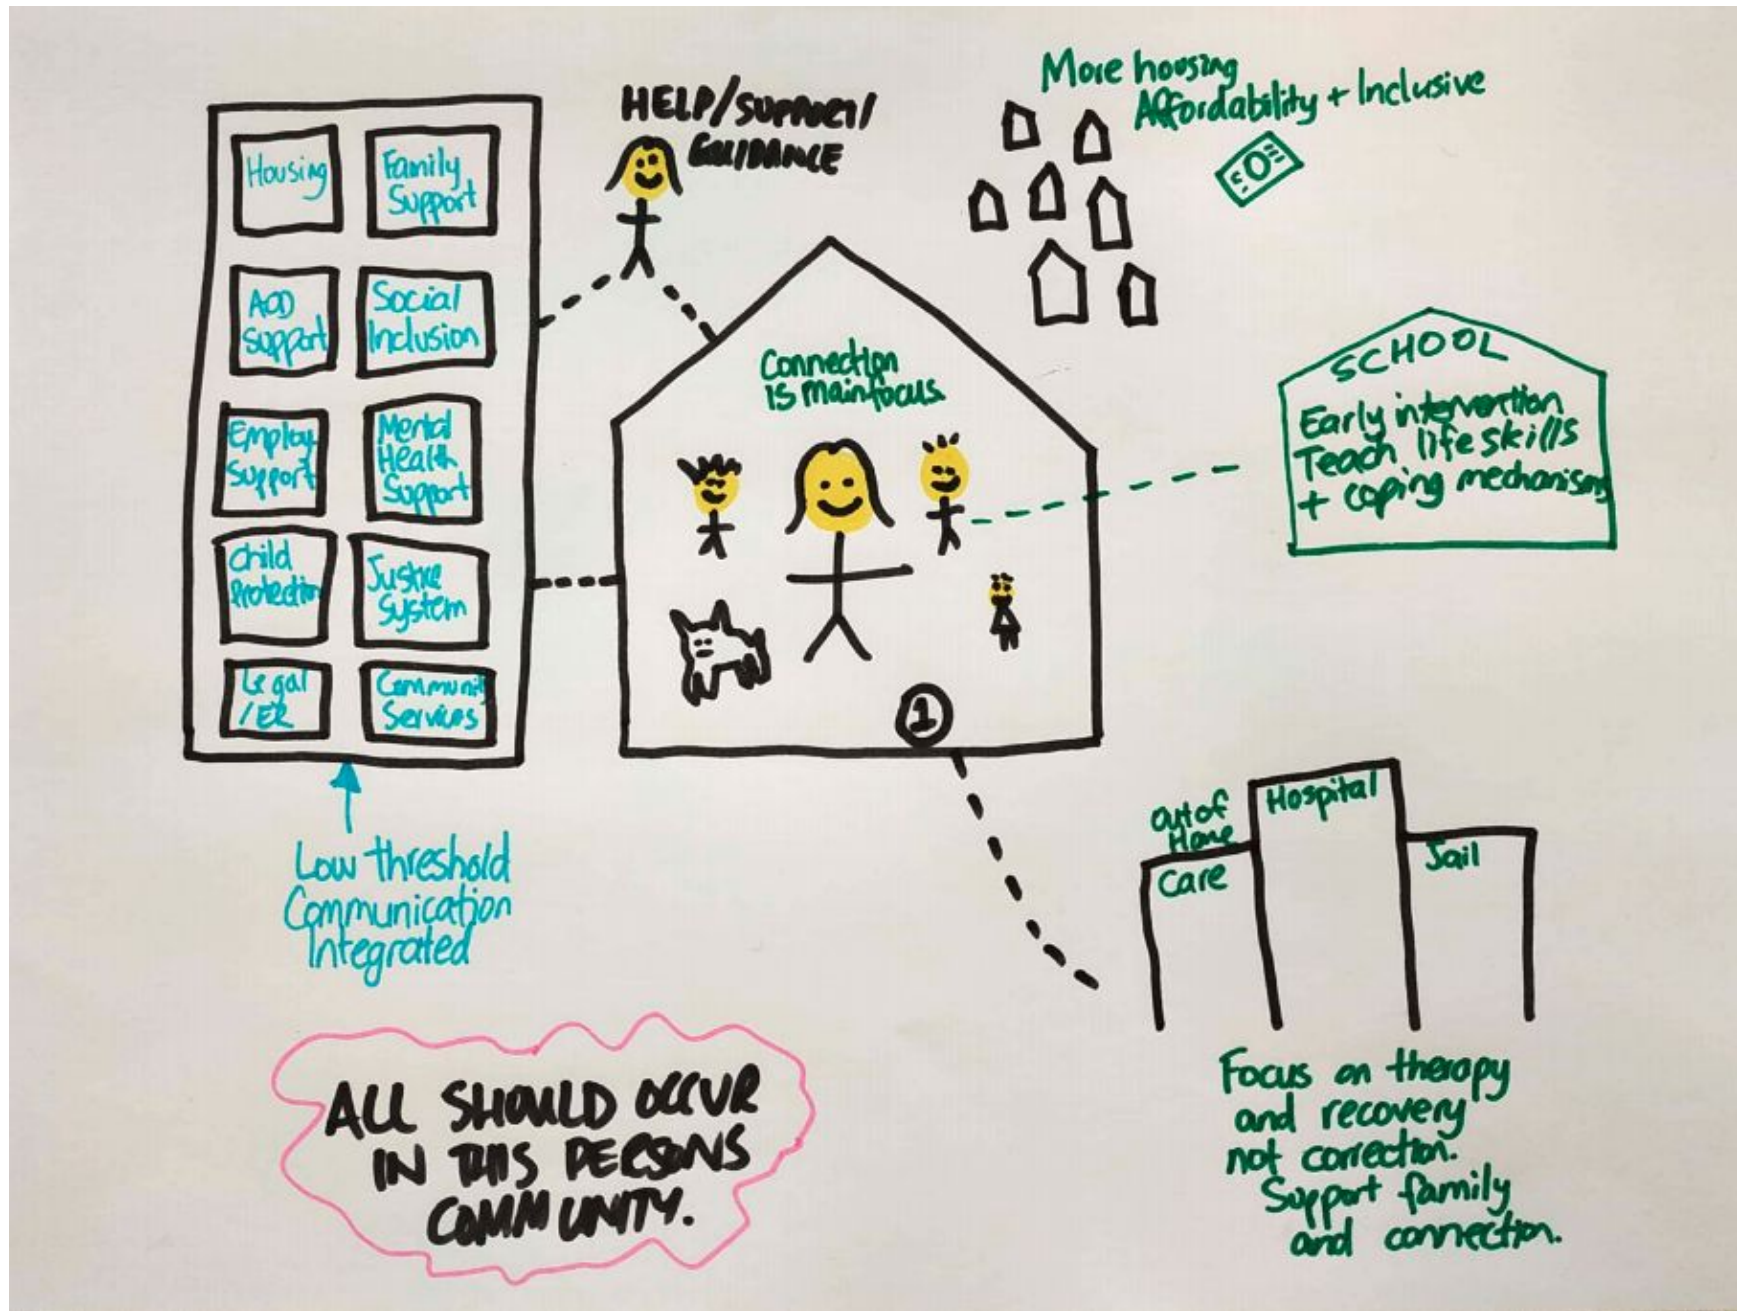 HELP/SUPPORT/
GUIDANCE
More housing
Affordability + Inclusive
Housing
Family
Support
AOD
Support
Social
Inclusion
Employ
Support
Mental
Health
Support
Child
Protection
Justice
System
Legal
/ER
Communit
Services
Low threshold
Communication
Integrated
Connection
is main focus.
1
SCHOOL
Early intervention
Teach life skills
+ coping mechanisms
Out of
Home
Care
Hospital
Jail
Focus on therapy
and recovery
not correction.
Support family
and connection.
ALL SHOULD OCCUR
IN THIS PERSONS
COMMUNITY.